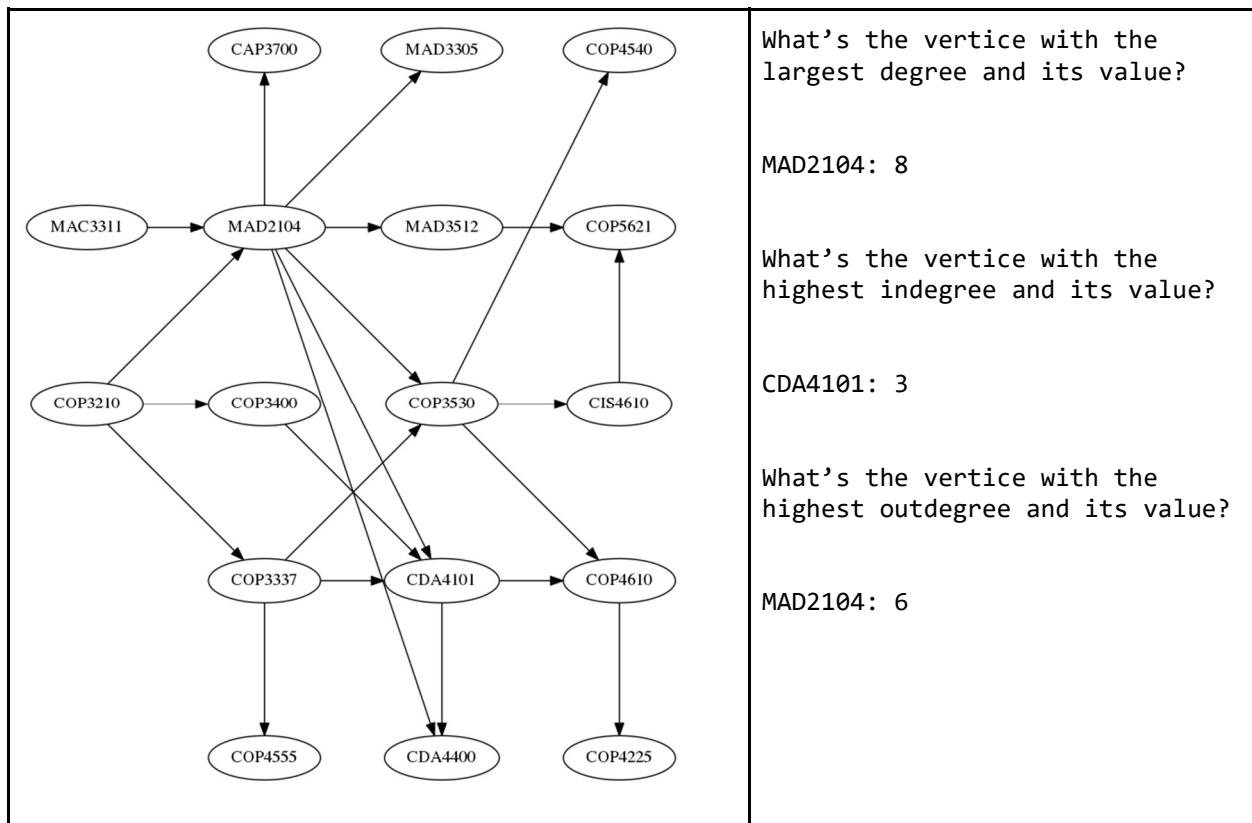 CAP3700 MAD3305 COP4540
MAC3311 MAD2104 MAD3512 COP5621
COP3210 COP3400 COP3530 CIS4610
COP3337 CDA4101 COP4610
COP4555 CDA4400 COP4225
What’s the vertice with the
largest degree and its value?
MAD2104: 8
What’s the vertice with the
highest indegree and its value?
CDA4101: 3
What’s the vertice with the
highest outdegree and its value?
MAD2104: 6